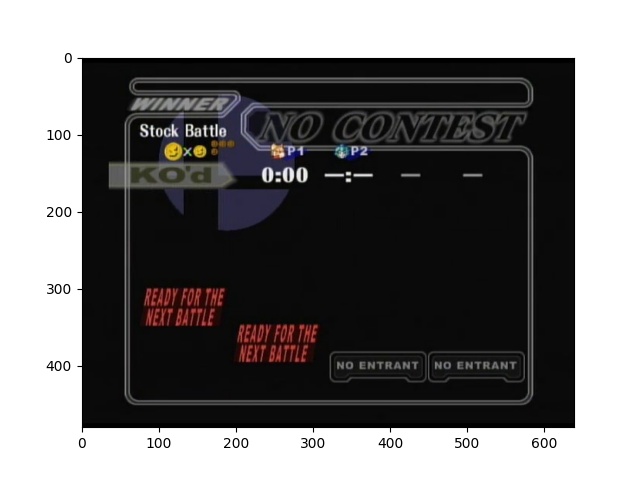 0
100
200
300
400
0
100
200
300
400
500
600
WINNER
NO CONTEST
Stock Battle
x
P1
P2
KO'd
0:00
—:—
—
—
READY FOR THE
NEXT BATTLE
READY FOR THE
NEXT BATTLE
NO ENTRANT
NO ENTRANT